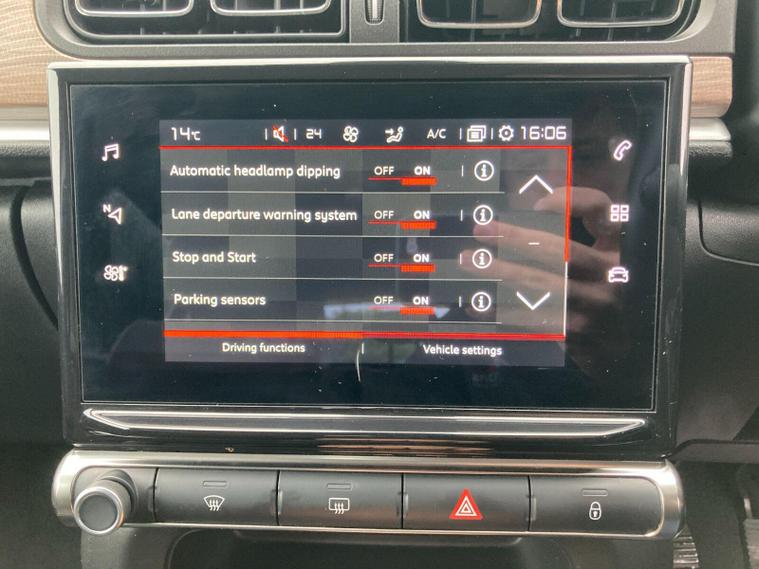 14°C 24 A/C 16:06
Automatic headlamp dipping OFF ON
N
Lane departure warning system OFF ON
Stop and Start OFF ON
Parking sensors OFF ON
Driving functions Vehicle settings